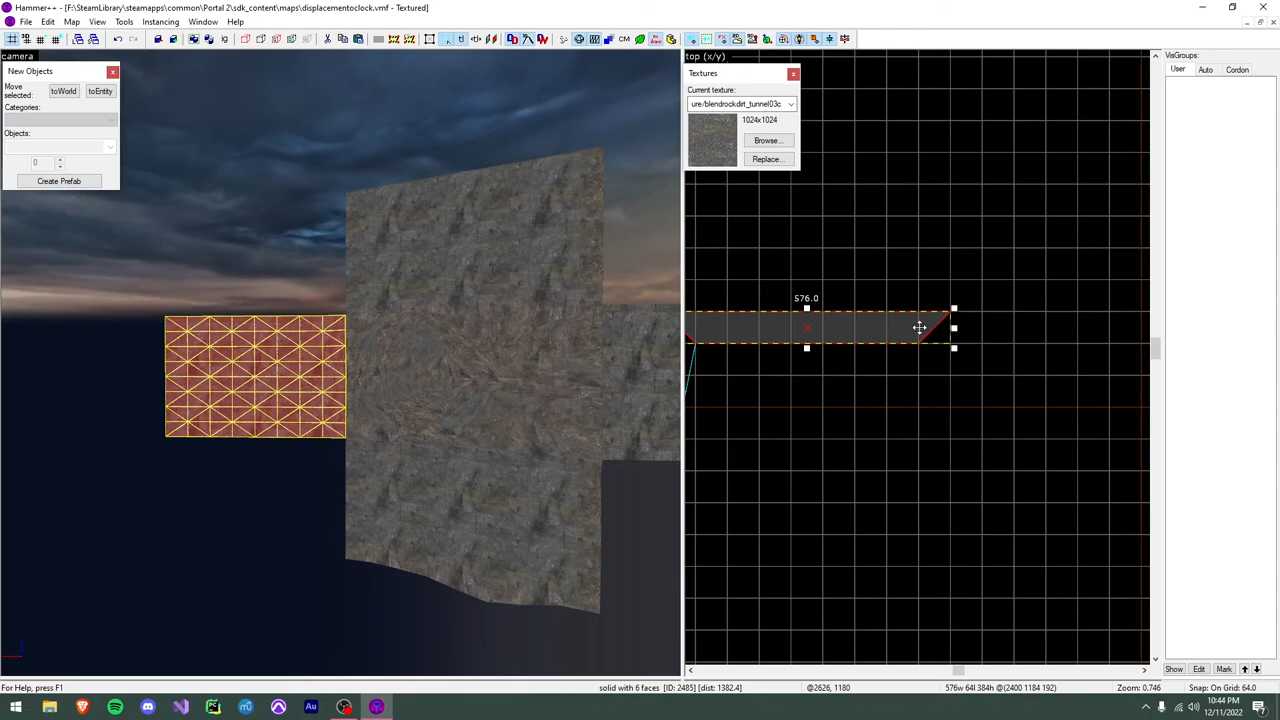 Hammer++ - [F:\SteamLibrary\steamapps\common\Portal 2\sdk_content\maps\displacementoclock.vmf - Textured]
File Edit Map View Tools Instancing Window Help
camera
New Objects
Move selected:
toWorld
toEntity
Categories:
Objects:
0
Create Prefab
top (x/y)
Textures
Current texture:
ure/blendrockdirt_tunnel03c
1024x1024
Browse...
Replace...
576.0
VisGroups:
User Auto Cordon
Show Edit Mark
For Help, press F1
solid with 6 faces [ID: 2485] [dist: 1382.4]
@2626, 1180
576w 64l 384h @(2400 1184 192)
Zoom: 0.746
Snap: On Grid: 64.0
10:44 PM
12/11/2022